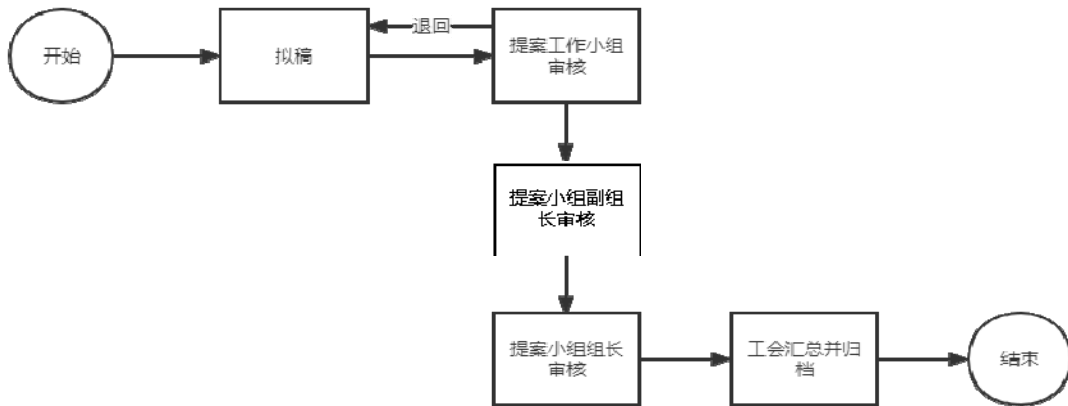 开始
拟稿
退回
提案工作小组
审核
提案小组副组
长审核
提案小组组长
审核
工会汇总并归
档
结束